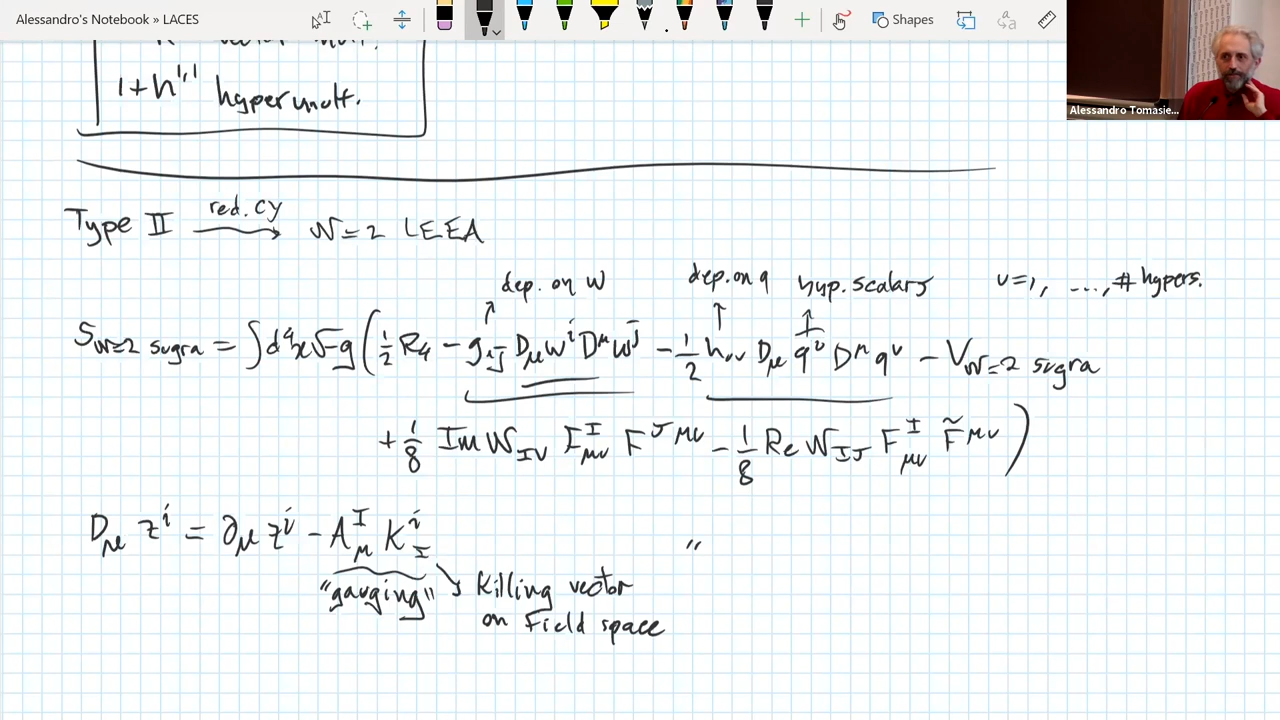 Alessandro's Notebook » LACES
Shapes
Alessandro Tomasie...
1+h^{1,1} hypermult.
Type II —red. CY→ N=2 LEEA
dep. on w dep. on q hyp. scalars u=1, ..., # hypers.
S_{N=2 sugra} = ∫d⁴x√-g ( ½ R₄ - g_{ij̄} D_μ w^i D^μ w^{j̄} - ½ h_{uv} D_μ q^u D^μ q^v - V_{N=2 sugra}
+ ⅛ Im N_{IJ} F^I_{μν} F^{J μν} - ⅛ Re N_{IJ} F^I_{μν} F̃^{μν} )
D_μ z^i = ∂_μ z^i - A^I_μ K^i_I "
"gauging" Killing vector
on Field space